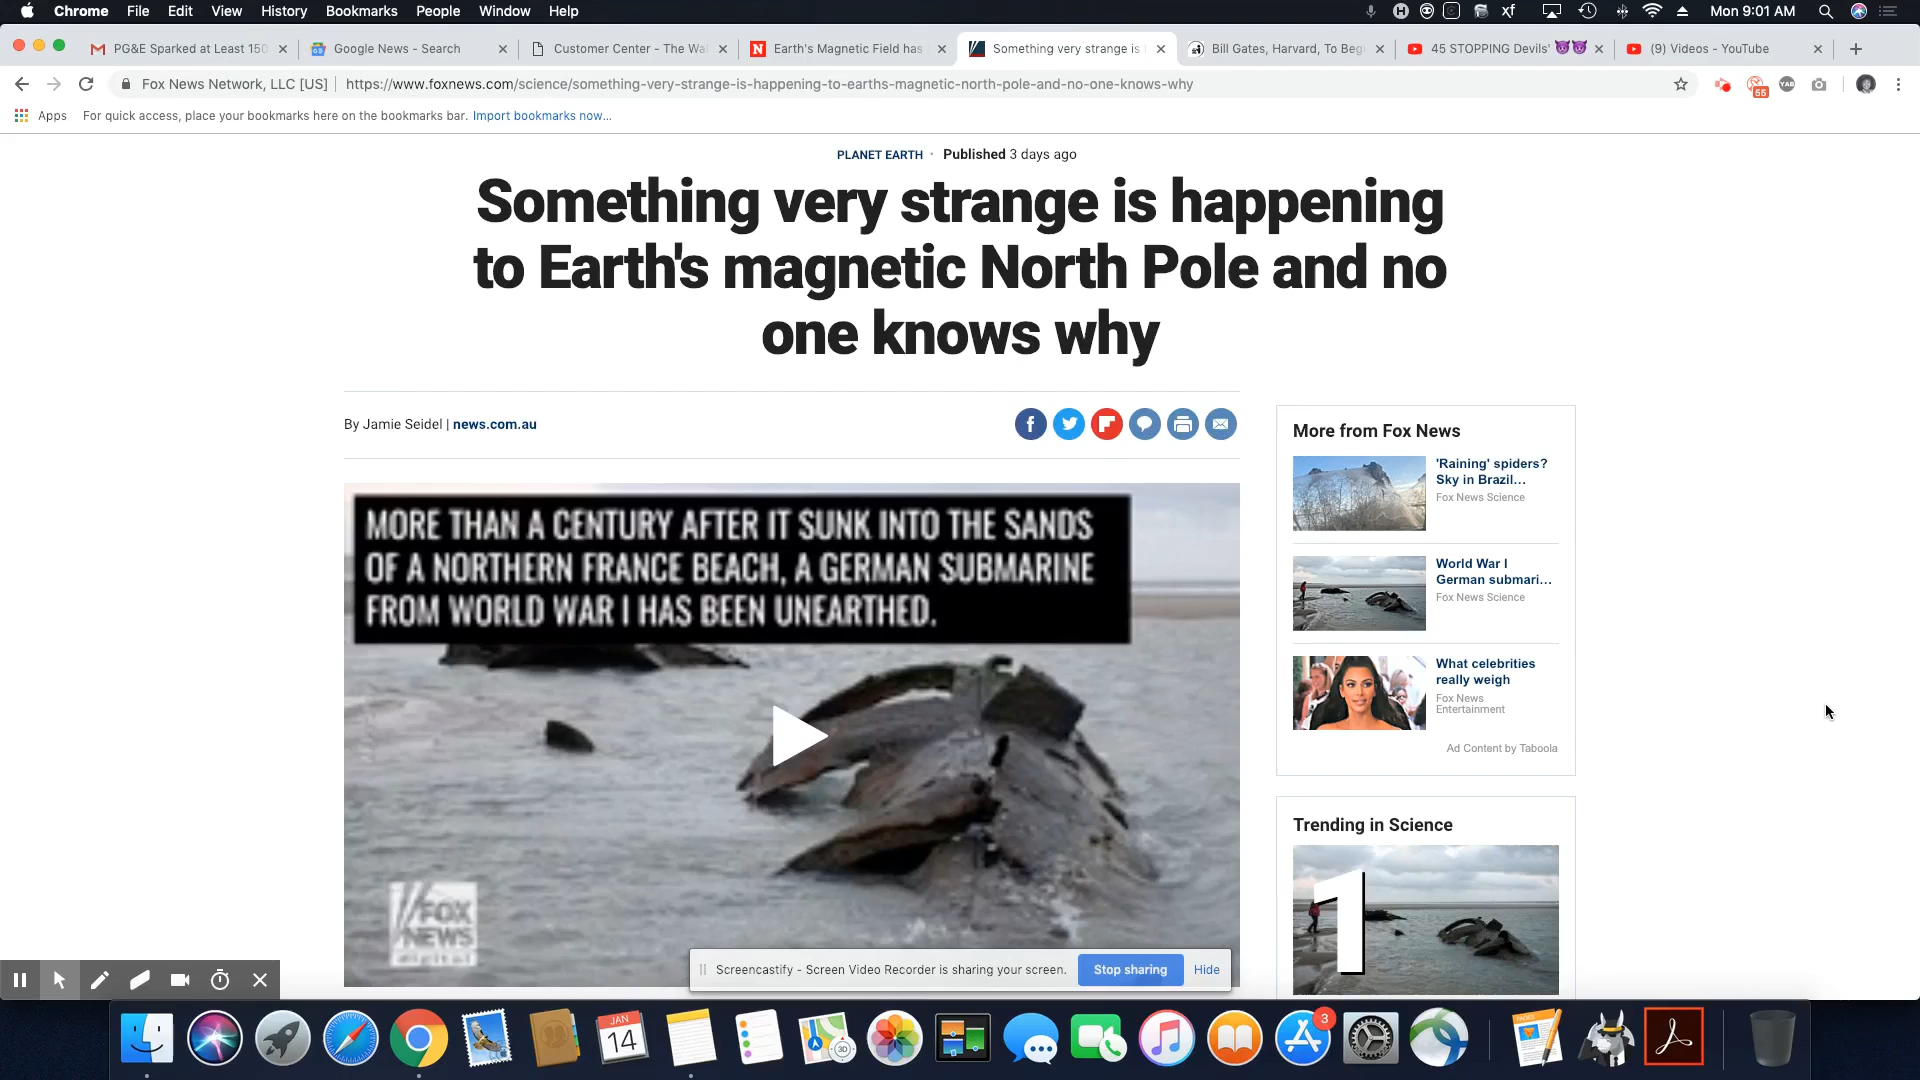 Chrome File Edit View History Bookmarks People Window Help
Mon 9:01 AM
PG&E Sparked at Least 150
Google News - Search
Customer Center - The Wal
Earth's Magnetic Field has
Something very strange is
Bill Gates, Harvard, To Begi
45 STOPPING Devils' 😈😈
(9) Videos - YouTube
Fox News Network, LLC [US] https://www.foxnews.com/science/something-very-strange-is-happening-to-earths-magnetic-north-pole-and-no-one-knows-why
55
YAB
Apps For quick access, place your bookmarks here on the bookmarks bar. Import bookmarks now...
PLANET EARTH · Published 3 days ago
Something very strange is happening
to Earth's magnetic North Pole and no
one knows why
By Jamie Seidel | news.com.au
MORE THAN A CENTURY AFTER IT SUNK INTO THE SANDS
OF A NORTHERN FRANCE BEACH, A GERMAN SUBMARINE
FROM WORLD WAR I HAS BEEN UNEARTHED.
FOX
NEWS
More from Fox News
'Raining' spiders?
Sky in Brazil...
Fox News Science
World War I
German submari...
Fox News Science
What celebrities
really weigh
Fox News
Entertainment
Ad Content by Taboola
Trending in Science
1
Screencastify - Screen Video Recorder is sharing your screen. Stop sharing Hide
JAN
14
3D
3
PAGES